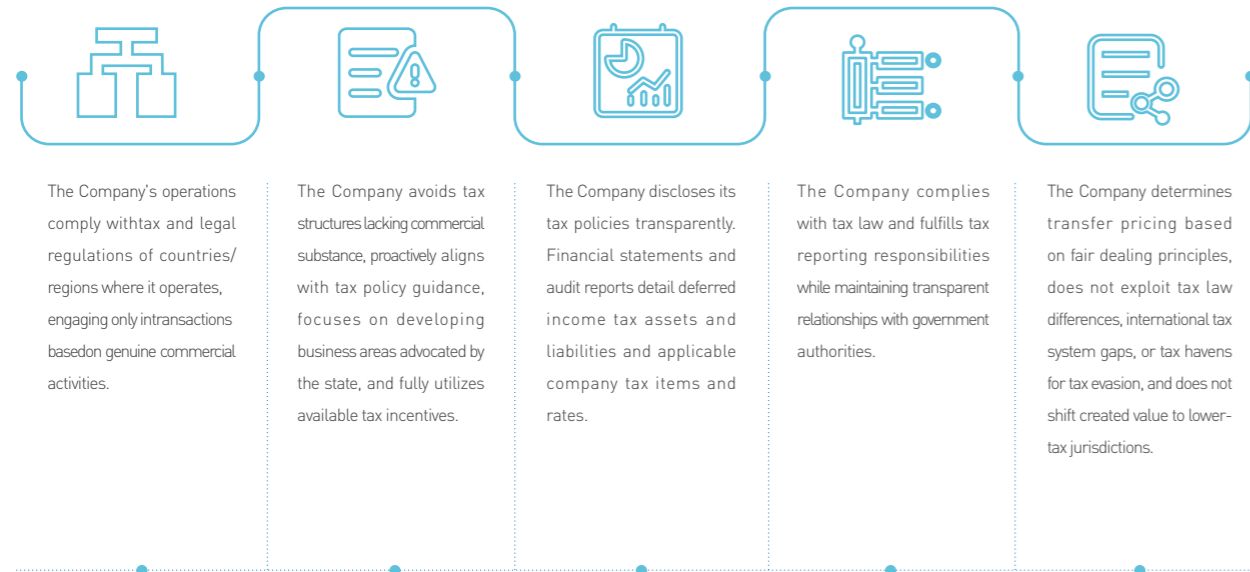 The Company's operations
comply withtax and legal
regulations of countries/
regions where it operates,
engaging only intransactions
basedon genuine commercial
activities.
The Company avoids tax
structures lacking commercial
substance, proactively aligns
with tax policy guidance,
focuses on developing
business areas advocated by
the state, and fully utilizes
available tax incentives.
The Company discloses its
tax policies transparently.
Financial statements and
audit reports detail deferred
income tax assets and
liabilities and applicable
company tax items and
rates.
The Company complies
with tax law and fulfills tax
reporting responsibilities
while maintaining transparent
relationships with government
authorities.
The Company determines
transfer pricing based
on fair dealing principles,
does not exploit tax law
differences, international tax
system gaps, or tax havens
for tax evasion, and does not
shift created value to lower-
tax jurisdictions.